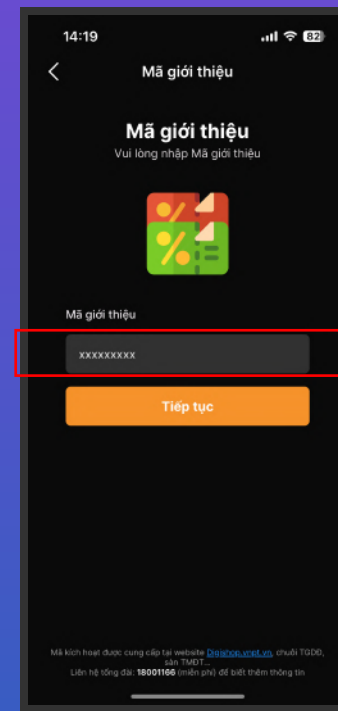 14:19
82
Mã giới thiệu
Mã giới thiệu
Vui lòng nhập Mã giới thiệu
Mã giới thiệu
xxxxxxxxx
Tiếp tục
Mã kích hoạt được cung cấp tại website Digishop.vnpt.vn, chuỗi TGDD,
sàn TMĐT...
Liên hệ tổng đài: 18001166 (miễn phí) để biết thêm thông tin